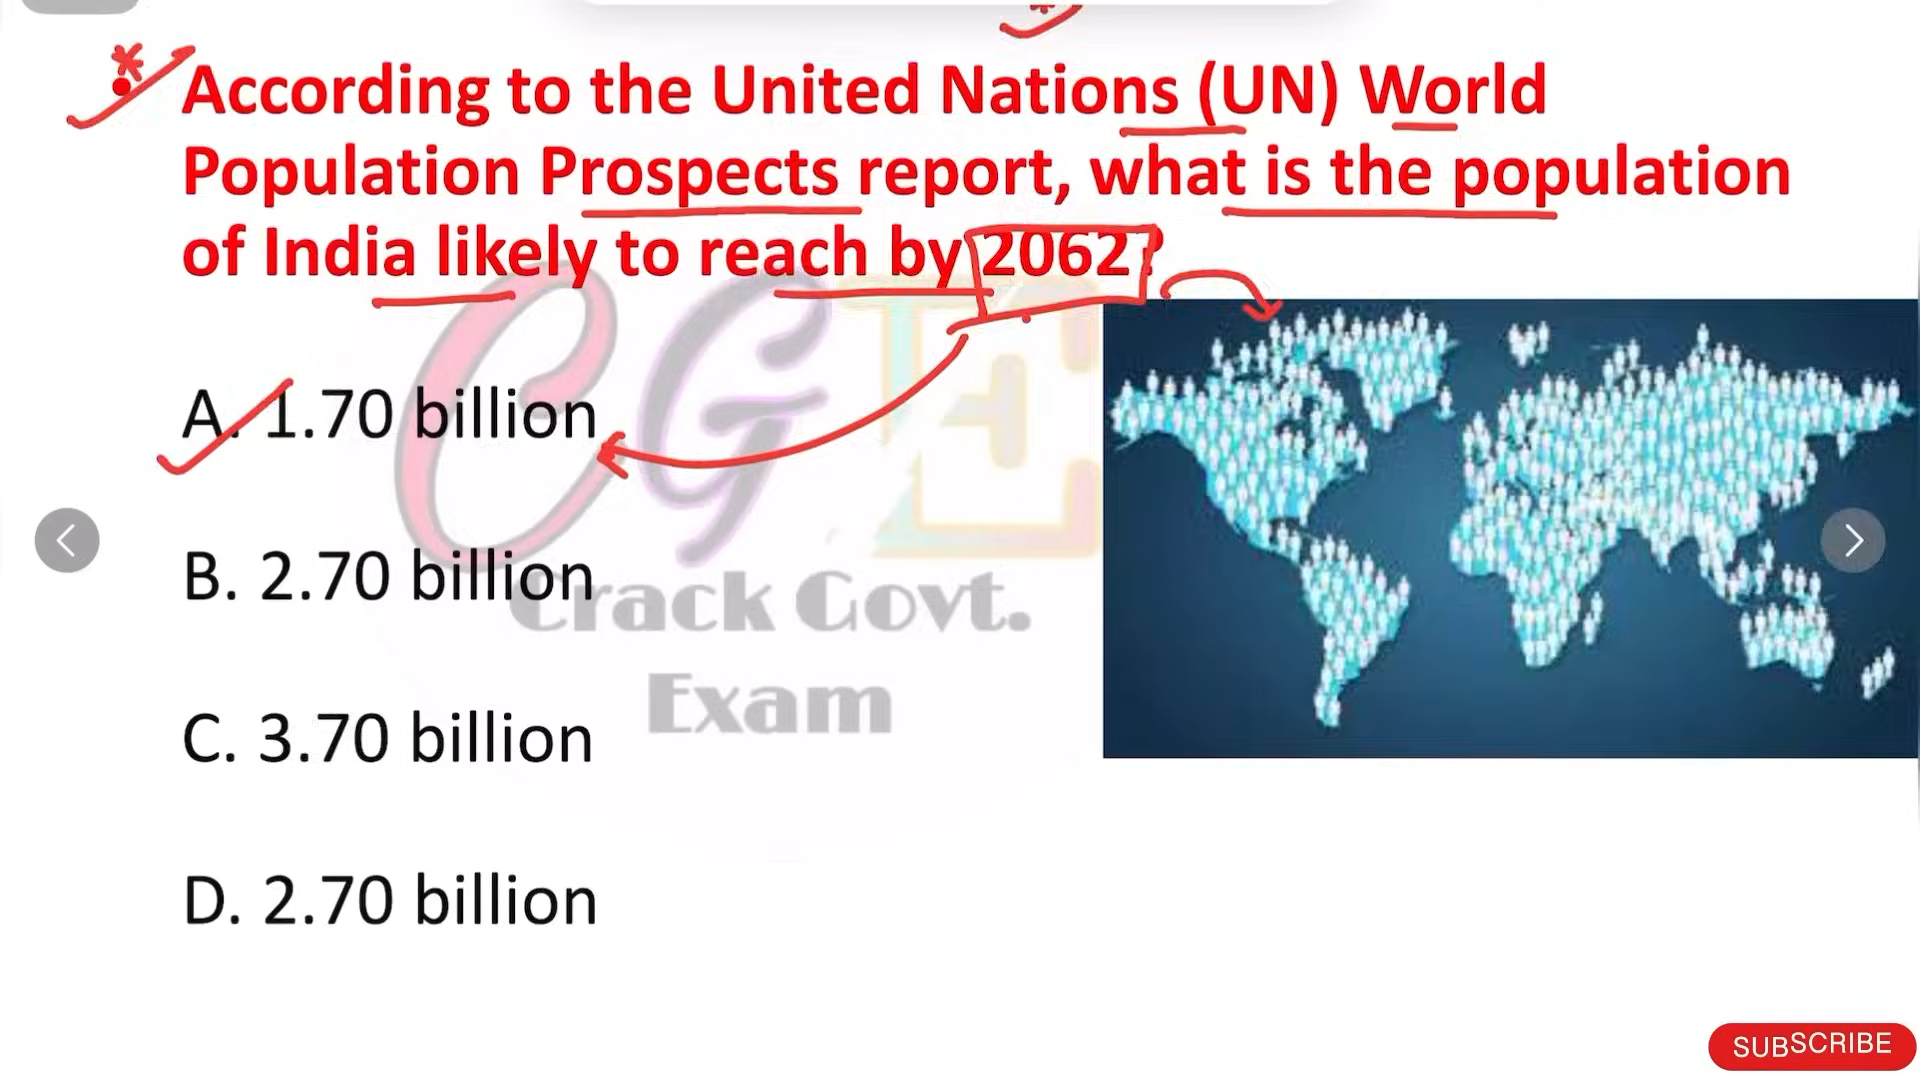 According to the United Nations (UN) World
Population Prospects report, what is the population
of India likely to reach by 2062?
A. 1.70 billion
B. 2.70 billion
C. 3.70 billion
D. 2.70 billion
CGE
Crack Govt.
Exam
SUBSCRIBE